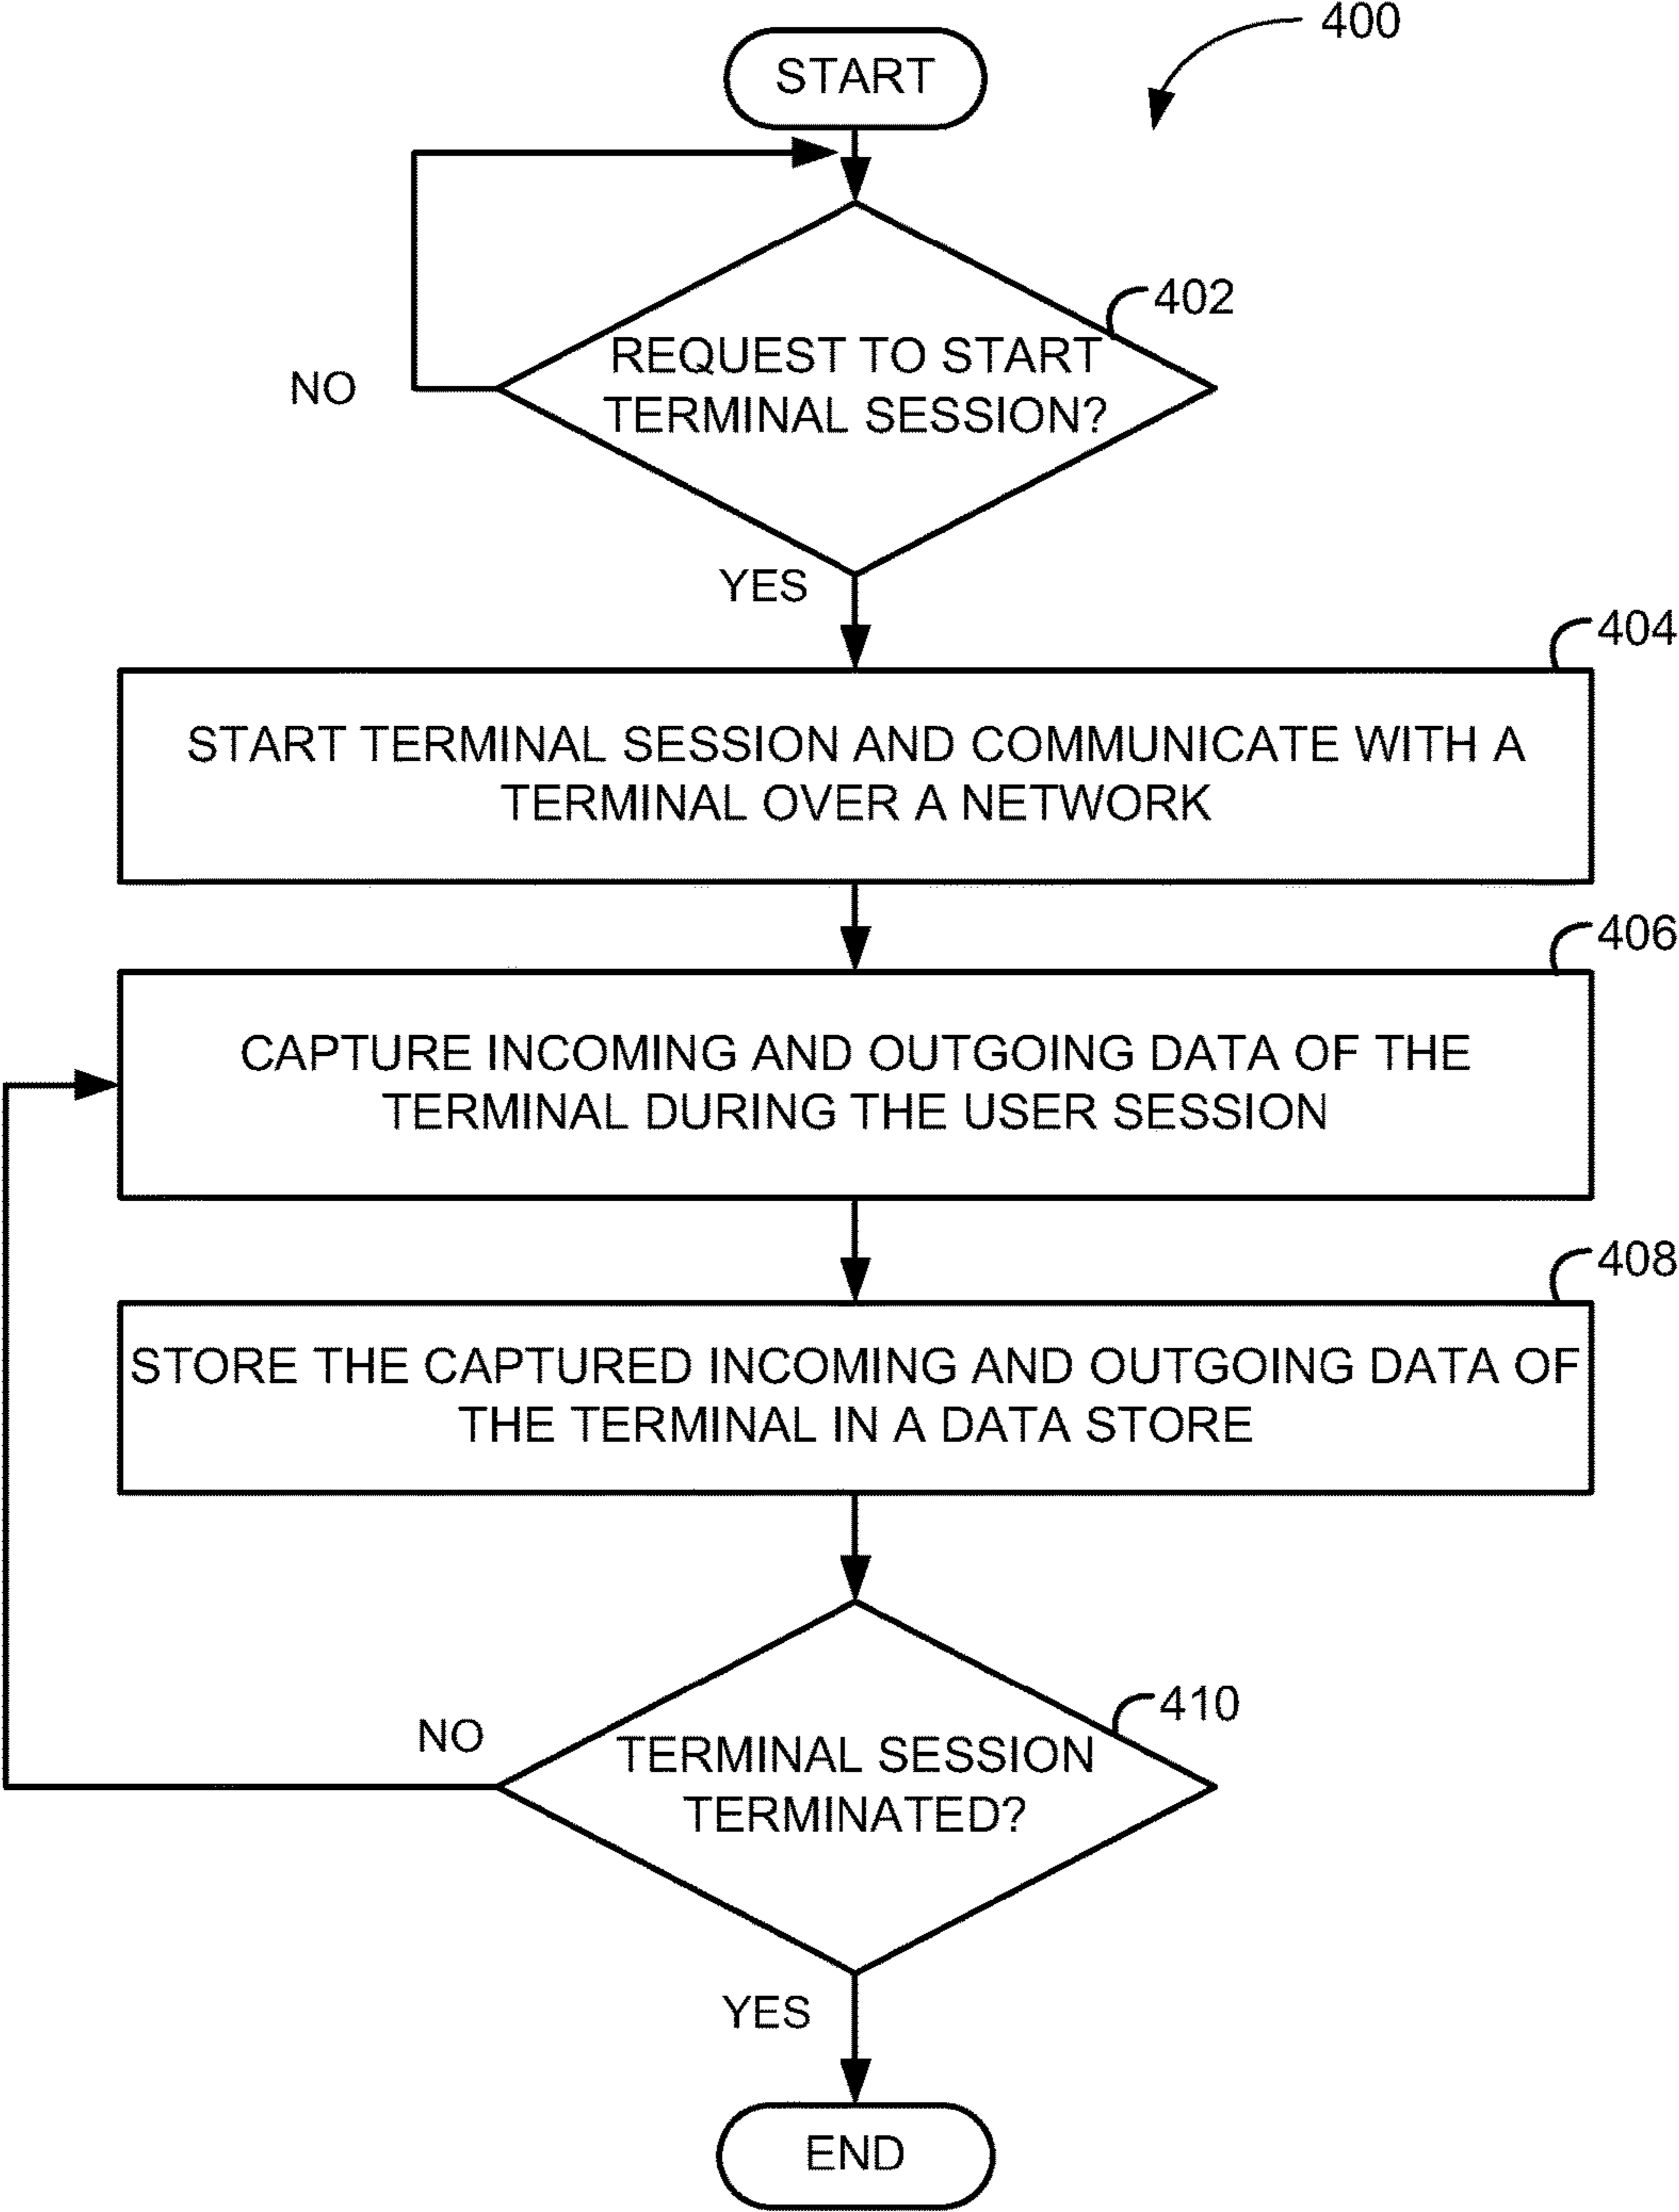 400
START
402
REQUEST TO START
TERMINAL SESSION?
NO
YES
404
START TERMINAL SESSION AND COMMUNICATE WITH A
TERMINAL OVER A NETWORK
406
CAPTURE INCOMING AND OUTGOING DATA OF THE
TERMINAL DURING THE USER SESSION
408
STORE THE CAPTURED INCOMING AND OUTGOING DATA OF
THE TERMINAL IN A DATA STORE
410
NO
TERMINAL SESSION
TERMINATED?
YES
END